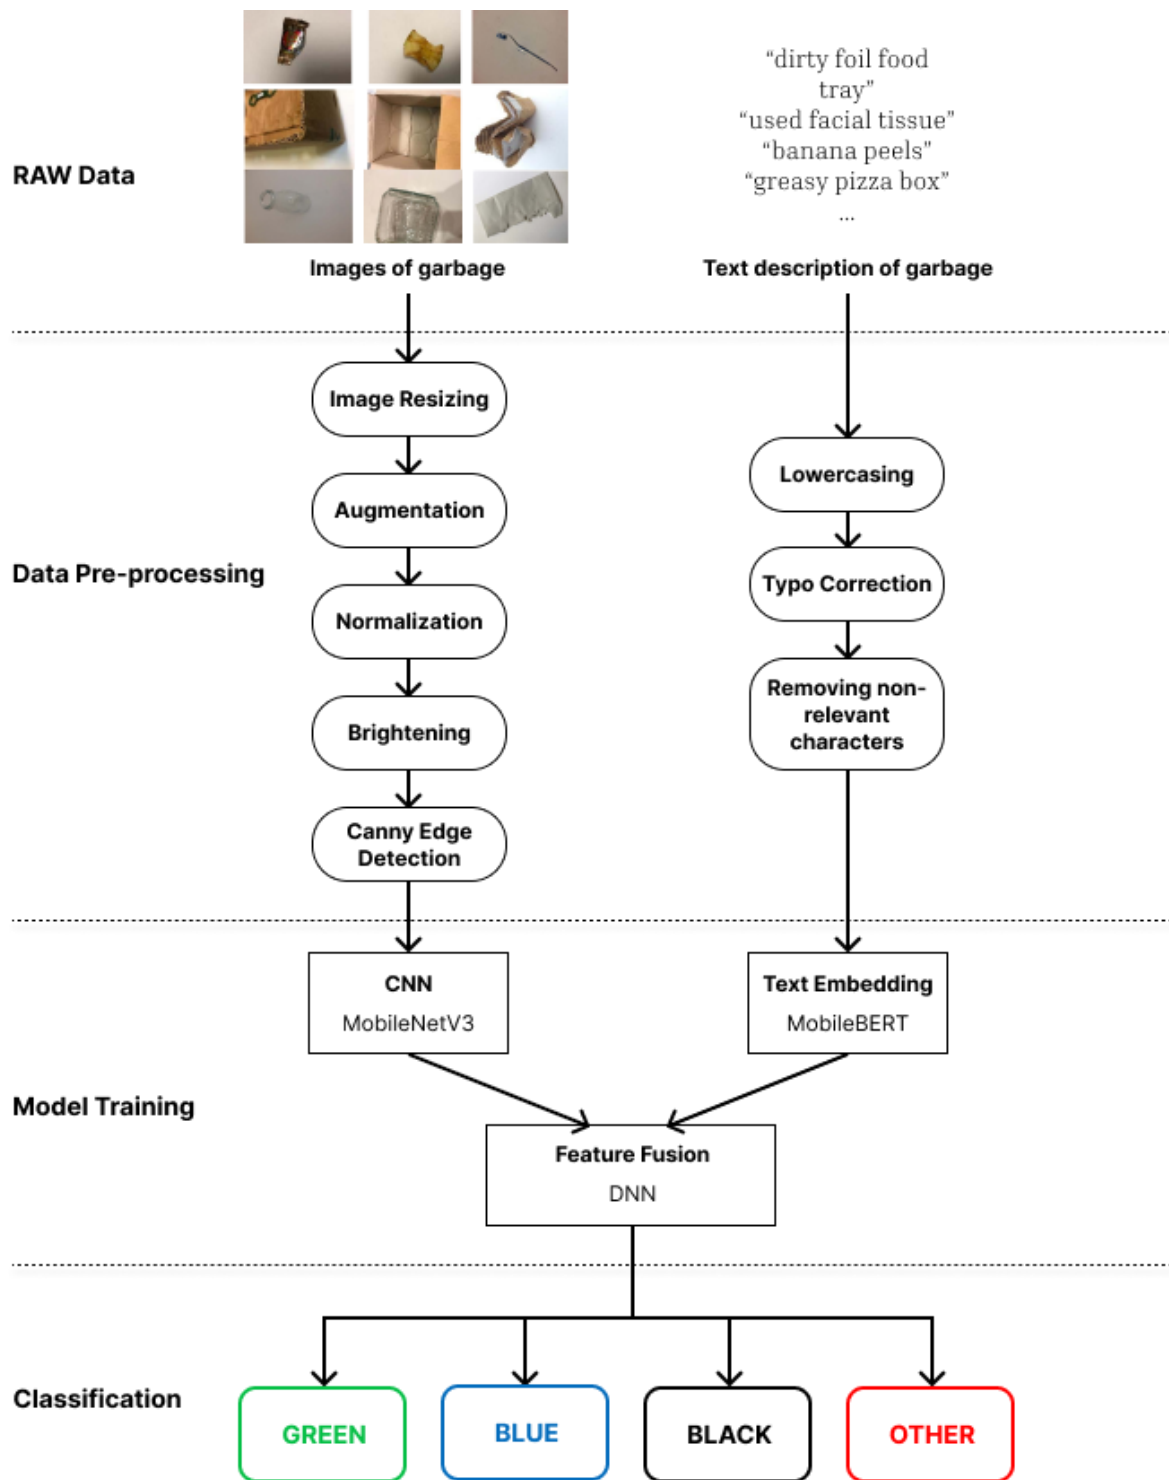 “dirty foil food
tray”
“used facial tissue”
“banana peels”
“greasy pizza box”
...
RAW Data
Images of garbage
Text description of garbage
Image Resizing
Lowercasing
Augmentation
Data Pre-processing
Typo Correction
Normalization
Removing non-
relevant
characters
Brightening
Canny Edge
Detection
CNN
MobileNetV3
Text Embedding
MobileBERT
Model Training
Feature Fusion
DNN
Classification
GREEN
BLUE
BLACK
OTHER